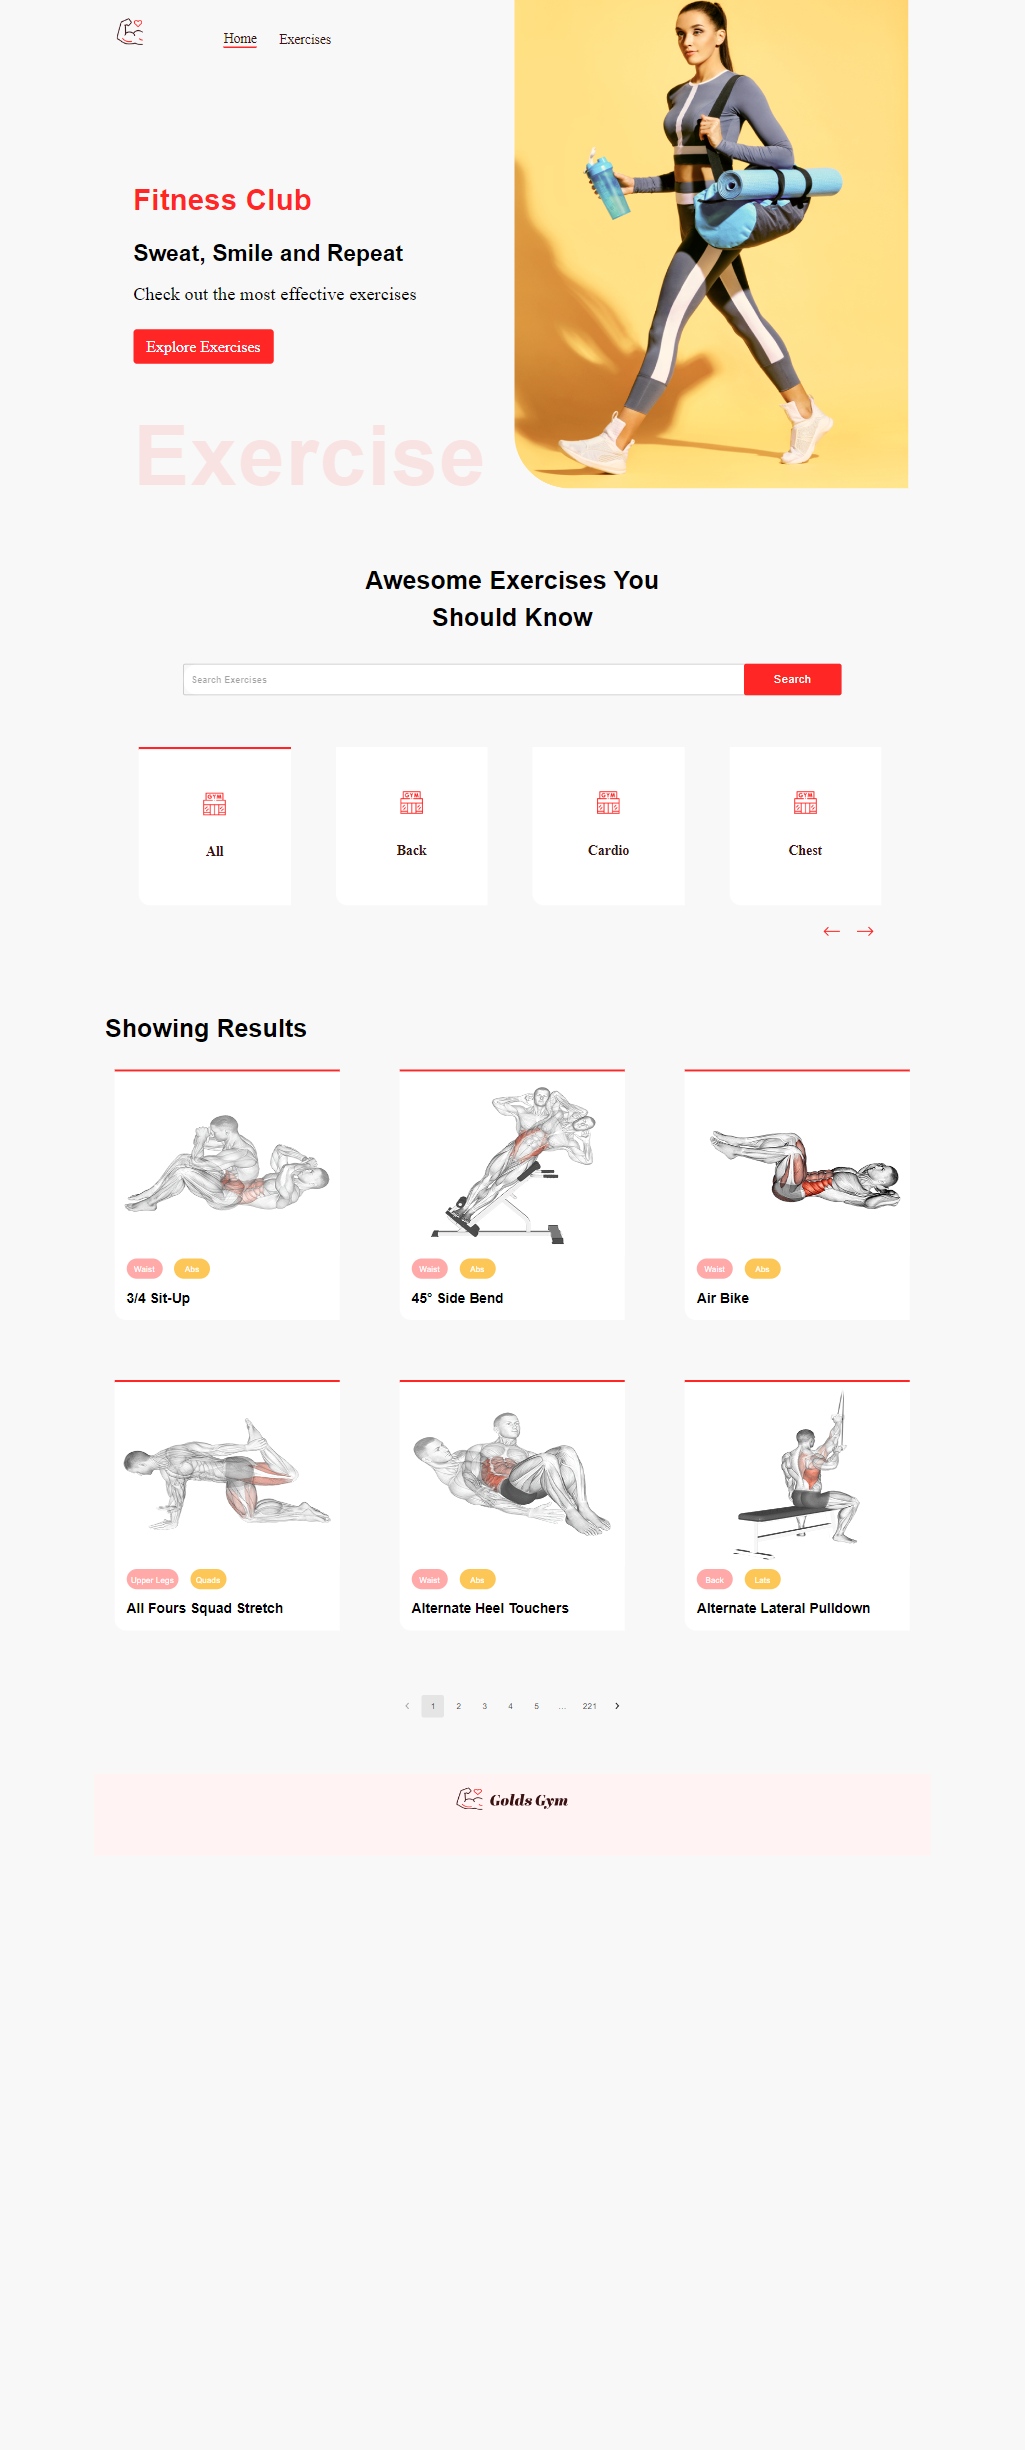 Home
Exercises
Fitness Club
Sweat, Smile and Repeat
Check out the most effective exercises
Explore Exercises
Exercise
Awesome Exercises You
Should Know
Search Exercises
Search
GYM
GYM
GYM
GYM
All
Back
Cardio
Chest
Showing Results
Waist
Abs
3/4 Sit-Up
Waist
Abs
45° Side Bend
Waist
Abs
Air Bike
Upper Legs
Quads
All Fours Squad Stretch
Waist
Abs
Alternate Heel Touchers
Back
Lats
Alternate Lateral Pulldown
1 2 3 4 5 ... 221
Golds Gym